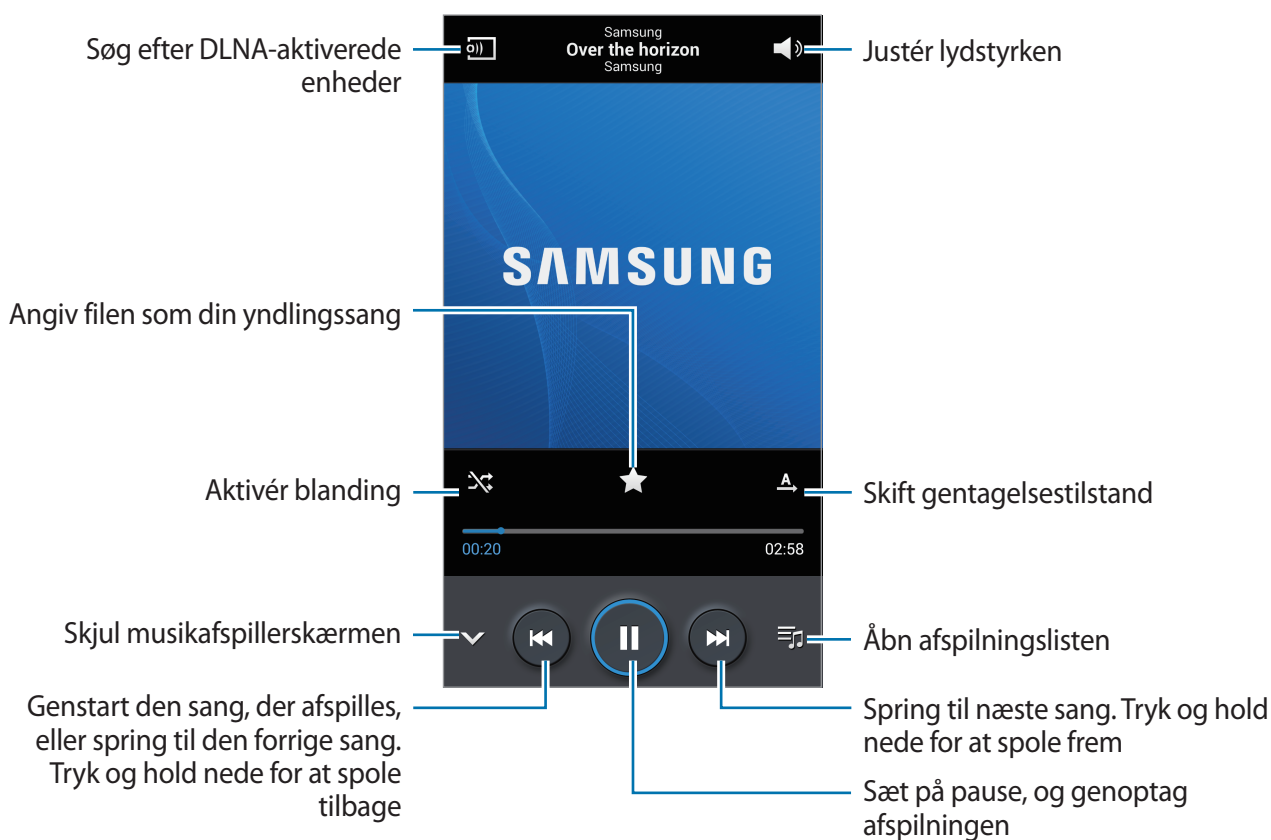 Søg efter DLNA-aktiverede
enheder
Samsung
Over the horizon
Samsung
Justér lydstyrken
SAMSUNG
Angiv filen som din yndlingssang
Aktivér blanding
A
Skift gentagelsestilstand
00:20
02:58
Skjul musikafspillerskærmen
Åbn afspilningslisten
Genstart den sang, der afspilles,
eller spring til den forrige sang.
Tryk og hold nede for at spole
tilbage
Spring til næste sang. Tryk og hold
nede for at spole frem
Sæt på pause, og genoptag
afspilningen